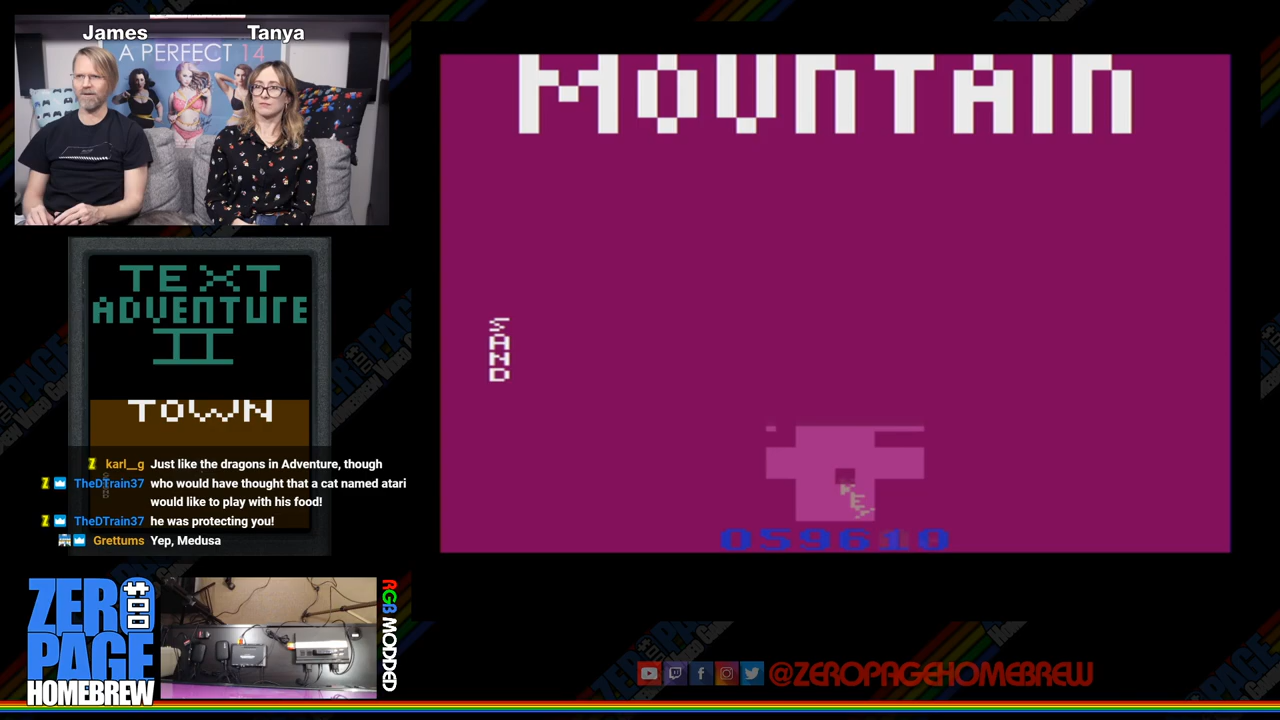 James
Tanya
A PERFECT 14
MOUNTAIN
SAND
KEY
059610
TEXT
ADVENTURE
II
TOWN
karl__g Just like the dragons in Adventure, though
TheDTrain37 who would have thought that a cat named atari
would like to play with his food!
TheDTrain37 he was protecting you!
Grettums Yep, Medusa
ZERO
PAGE
HOMEBREW
RGB MODDED
@ZEROPAGEHOMEBREW